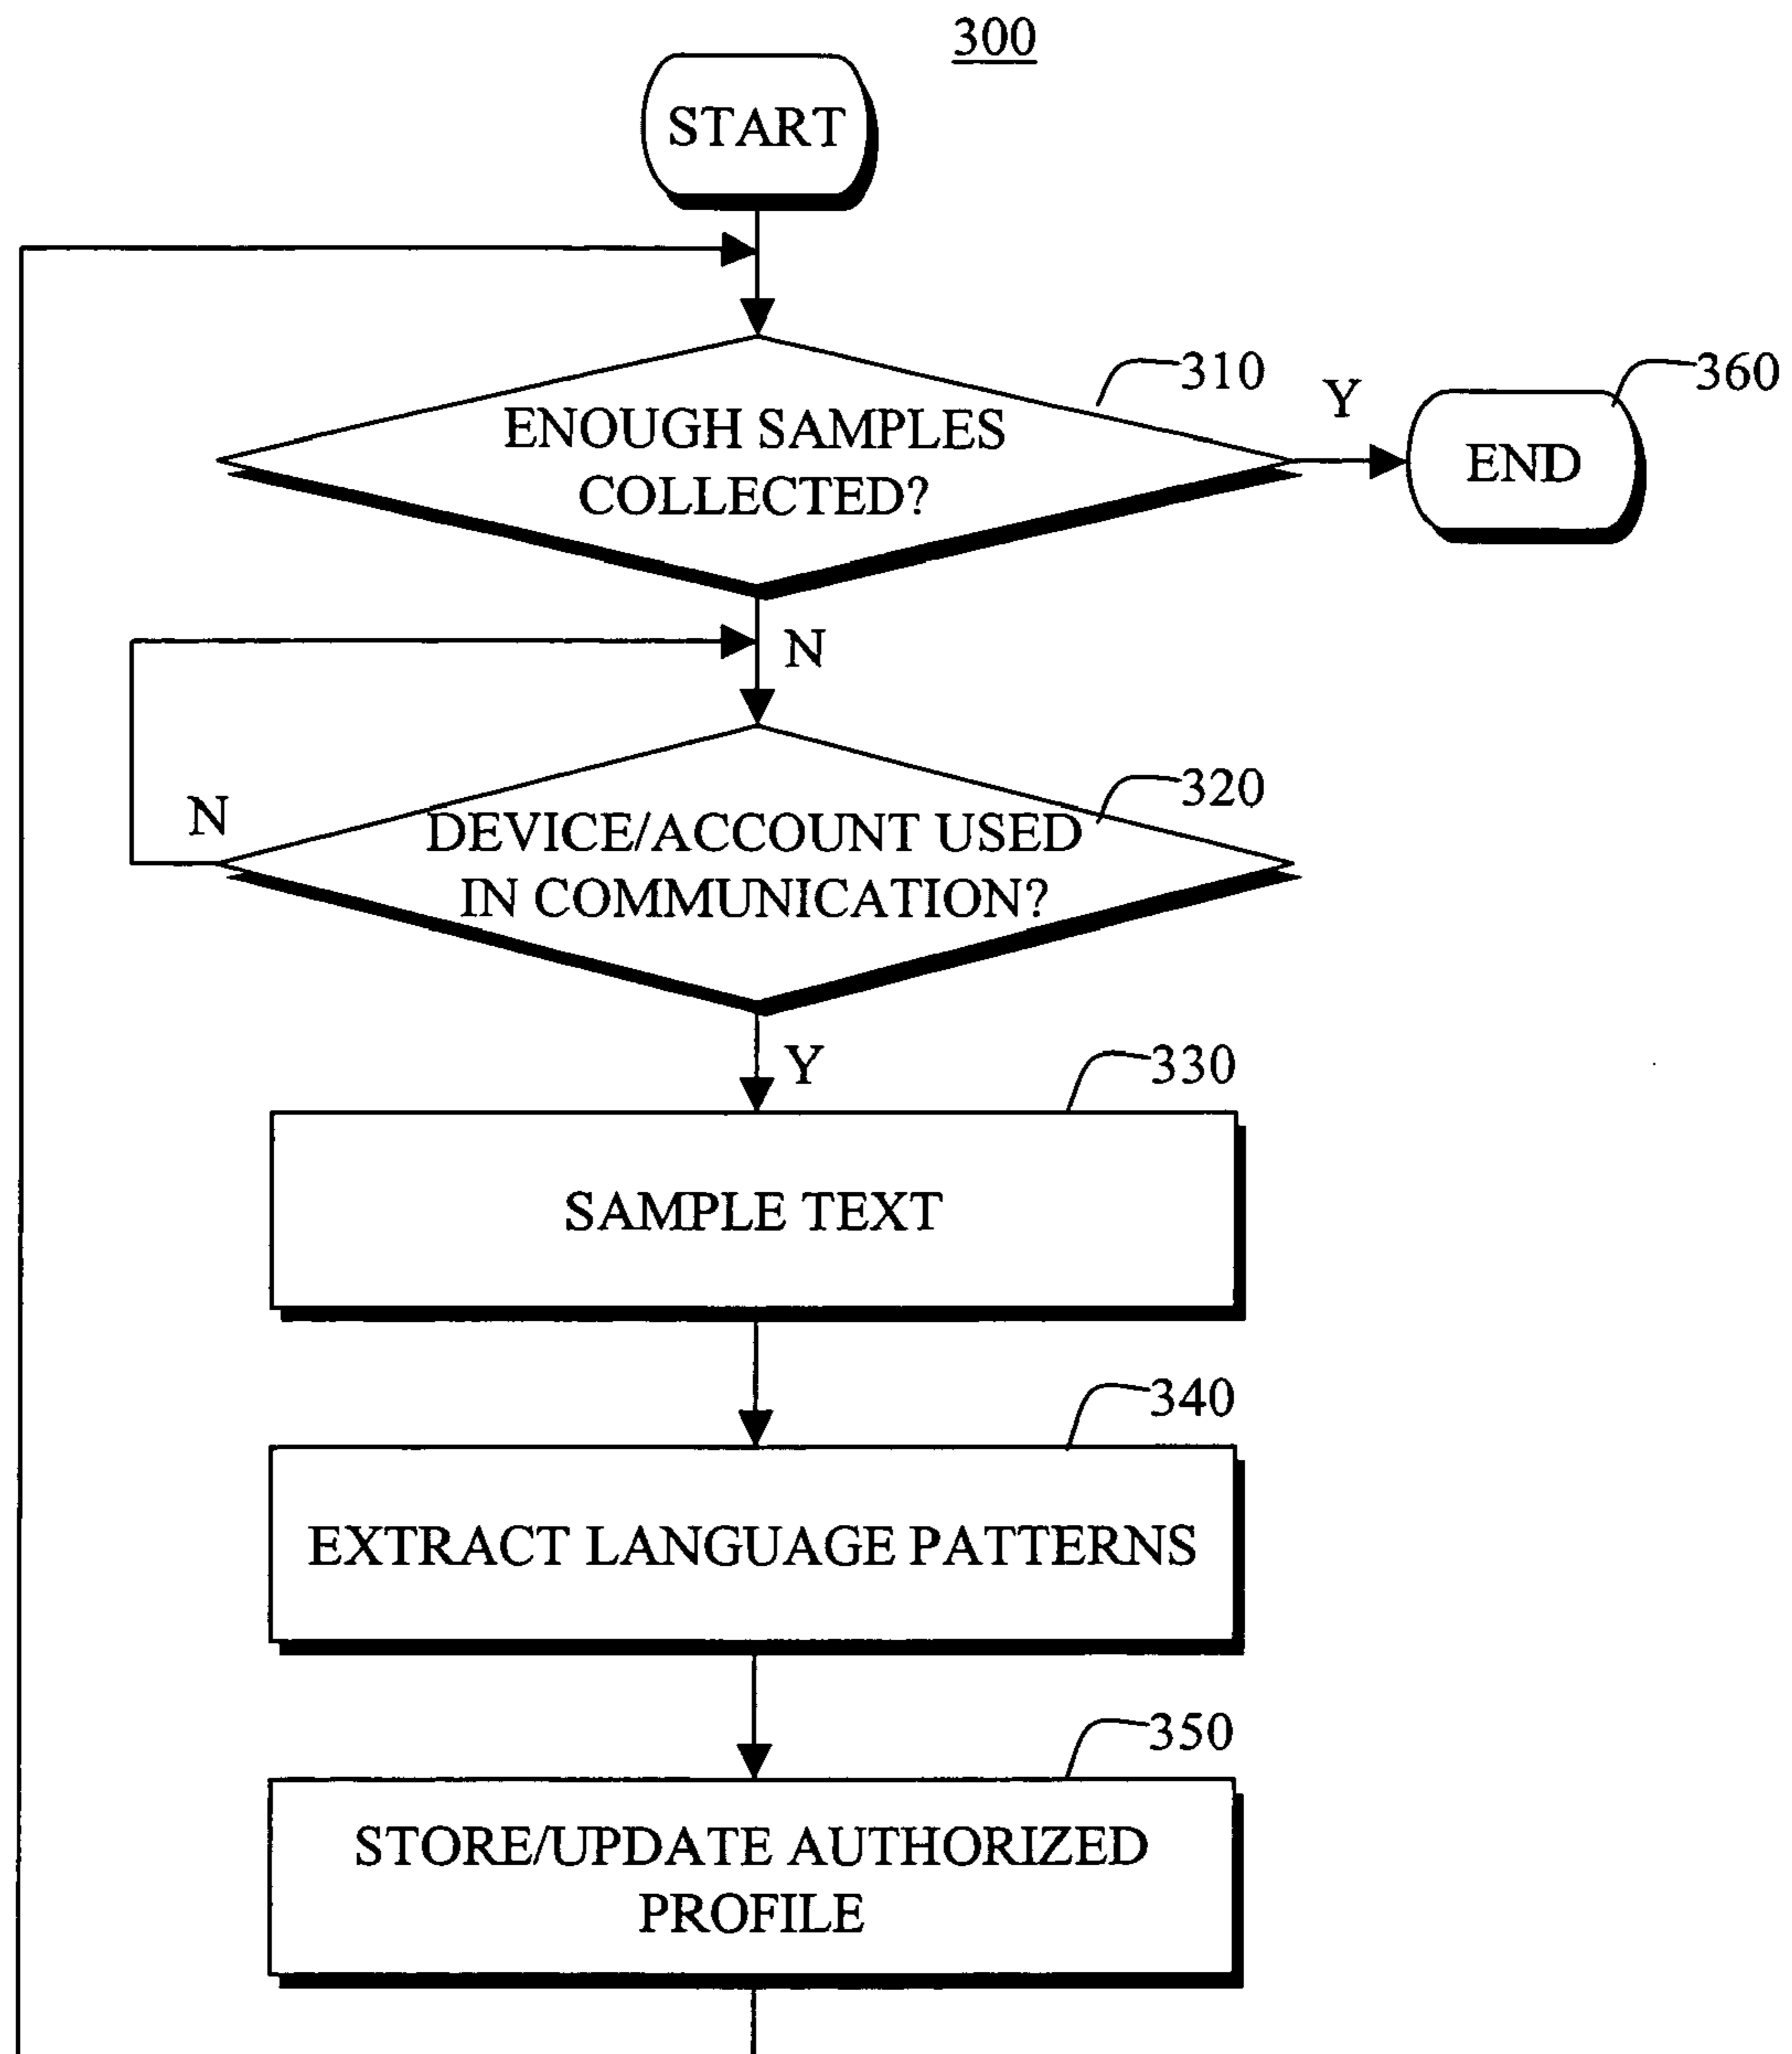 300
START
310
360
Y
ENOUGH SAMPLES
COLLECTED?
END
N
320
N
DEVICE/ACCOUNT USED
IN COMMUNICATION?
Y
330
SAMPLE TEXT
340
EXTRACT LANGUAGE PATTERNS
350
STORE/UPDATE AUTHORIZED
PROFILE